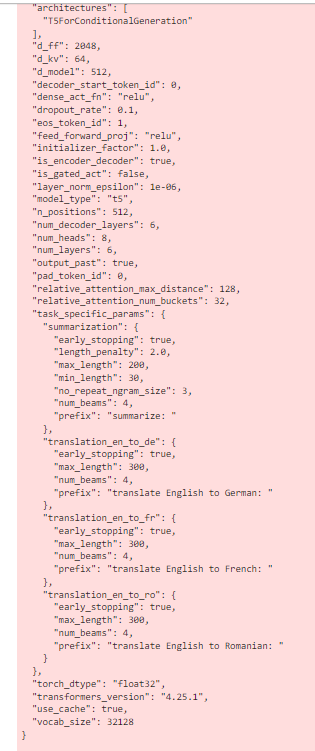 "architectures": [
"T5ForConditionalGeneration"
],
"d_ff": 2048,
"d_kv": 64,
"d_model": 512,
"decoder_start_token_id": 0,
"dense_act_fn": "relu",
"dropout_rate": 0.1,
"eos_token_id": 1,
"feed_forward_proj": "relu",
"initializer_factor": 1.0,
"is_encoder_decoder": true,
"is_gated_act": false,
"layer_norm_epsilon": 1e-06,
"model_type": "t5",
"n_positions": 512,
"num_decoder_layers": 6,
"num_heads": 8,
"num_layers": 6,
"output_past": true,
"pad_token_id": 0,
"relative_attention_max_distance": 128,
"relative_attention_num_buckets": 32,
"task_specific_params": {
"summarization": {
"early_stopping": true,
"length_penalty": 2.0,
"max_length": 200,
"min_length": 30,
"no_repeat_ngram_size": 3,
"num_beams": 4,
"prefix": "summarize: "
},
"translation_en_to_de": {
"early_stopping": true,
"max_length": 300,
"num_beams": 4,
"prefix": "translate English to German: "
},
"translation_en_to_fr": {
"early_stopping": true,
"max_length": 300,
"num_beams": 4,
"prefix": "translate English to French: "
},
"translation_en_to_ro": {
"early_stopping": true,
"max_length": 300,
"num_beams": 4,
"prefix": "translate English to Romanian: "
}
},
"torch_dtype": "float32",
"transformers_version": "4.25.1",
"use_cache": true,
"vocab_size": 32128
}